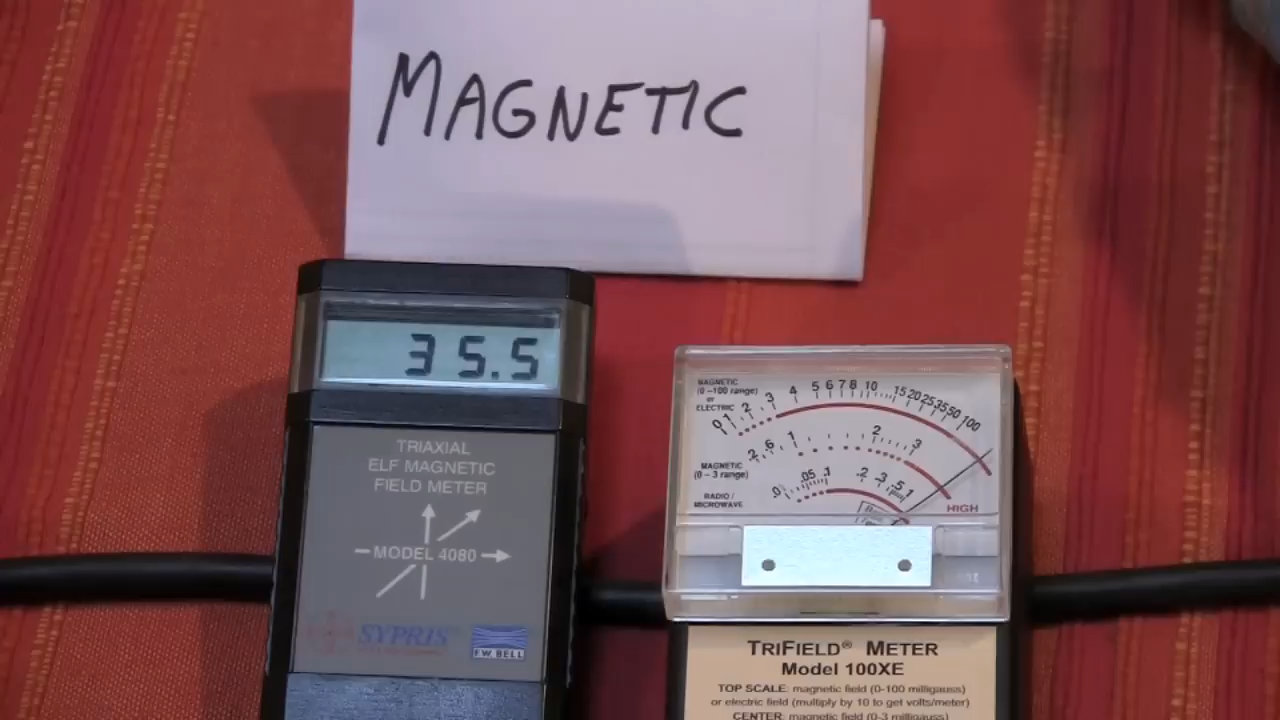 MAGNETIC
35.5
TRIAXIAL
ELF MAGNETIC
FIELD METER
MODEL 4080
SYPRIS
F.W. BELL
MAGNETIC
(0-100 range)
or
ELECTRIC
0 1 2 3 4 5 6 7 8 10 15 20 25 35 50 100
MAGNETIC
(0-3 range)
.2 .6 1 2 3
RADIO/
MICROWAVE
.0 .05 .1 .2 .3 .5 1
HIGH
TRIFIELD® METER
Model 100XE
TOP SCALE: magnetic field (0-100 milligauss)
or electric field (multiply by 10 to get volts/meter)
CENTER: magnetic field (0-3 milligauss)